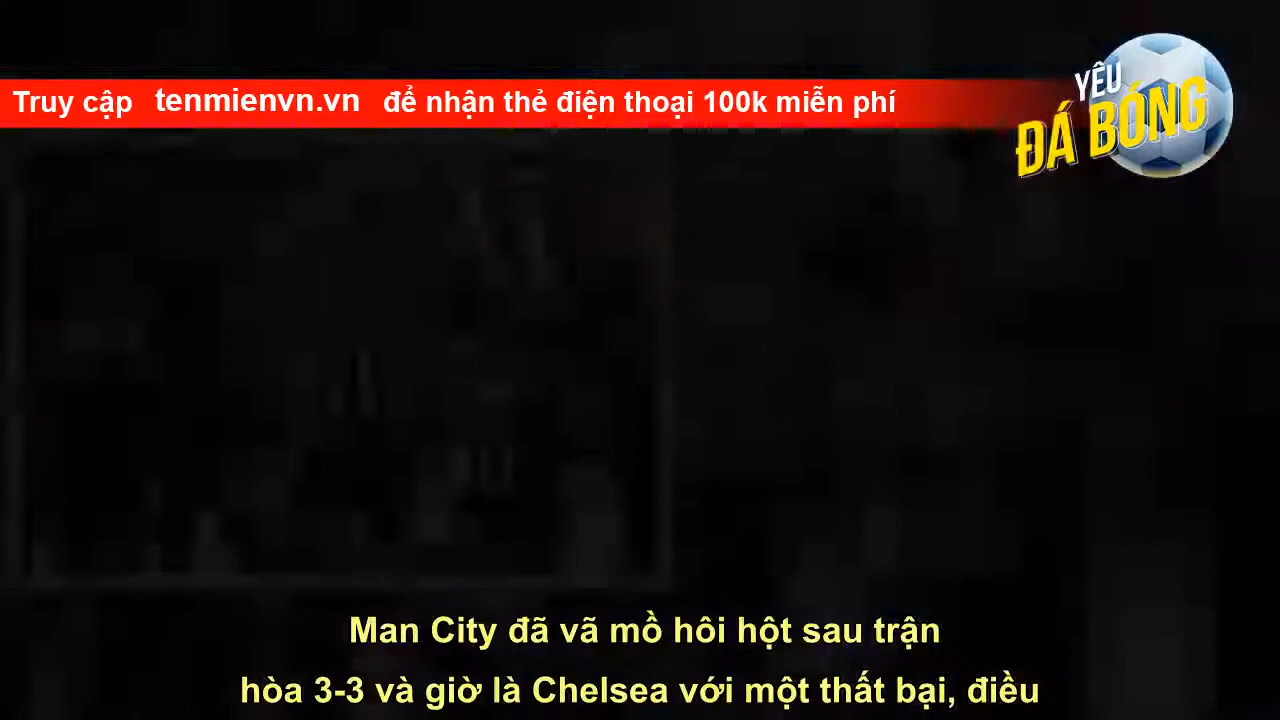 Truy cập tenmienvn.vn để nhận thẻ điện thoại 100k miễn phí
YÊU
ĐÁ BÓNG
Man City đã vã mồ hôi hột sau trận
hòa 3-3 và giờ là Chelsea với một thất bại, điều